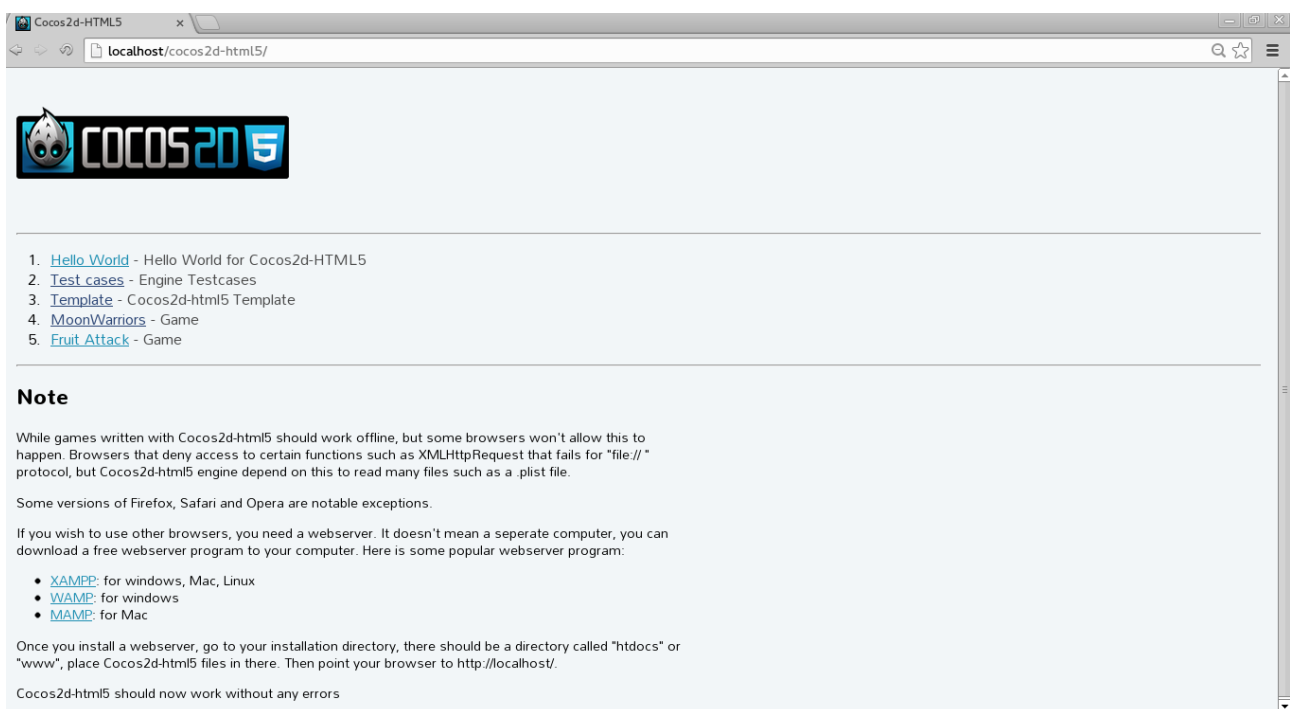 Cocos2d-HTML5
localhost/cocos2d-html5/
COCOS2D 5
1. Hello World - Hello World for Cocos2d-HTML5
2. Test cases - Engine Testcases
3. Template - Cocos2d-html5 Template
4. MoonWarriors - Game
5. Fruit Attack - Game
Note
While games written with Cocos2d-html5 should work offline, but some browsers won't allow this to
happen. Browsers that deny access to certain functions such as XMLHttpRequest that fails for "file:// "
protocol, but Cocos2d-html5 engine depend on this to read many files such as a .plist file.
Some versions of Firefox, Safari and Opera are notable exceptions.
If you wish to use other browsers, you need a webserver. It doesn't mean a seperate computer, you can
download a free webserver program to your computer. Here is some popular webserver program:
• XAMPP: for windows, Mac, Linux
• WAMP: for windows
• MAMP: for Mac
Once you install a webserver, go to your installation directory, there should be a directory called "htdocs" or
"www", place Cocos2d-html5 files in there. Then point your browser to http://localhost/.
Cocos2d-html5 should now work without any errors